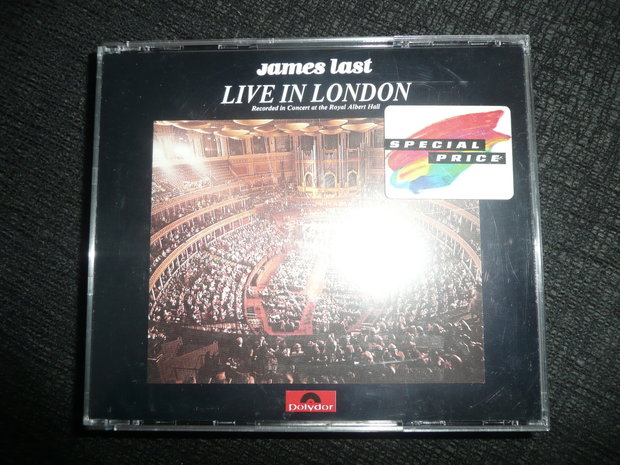 James Last
LIVE IN LONDON
Recorded in Concert at the Royal Albert Hall
SPECIAL
PRICE
Polydor